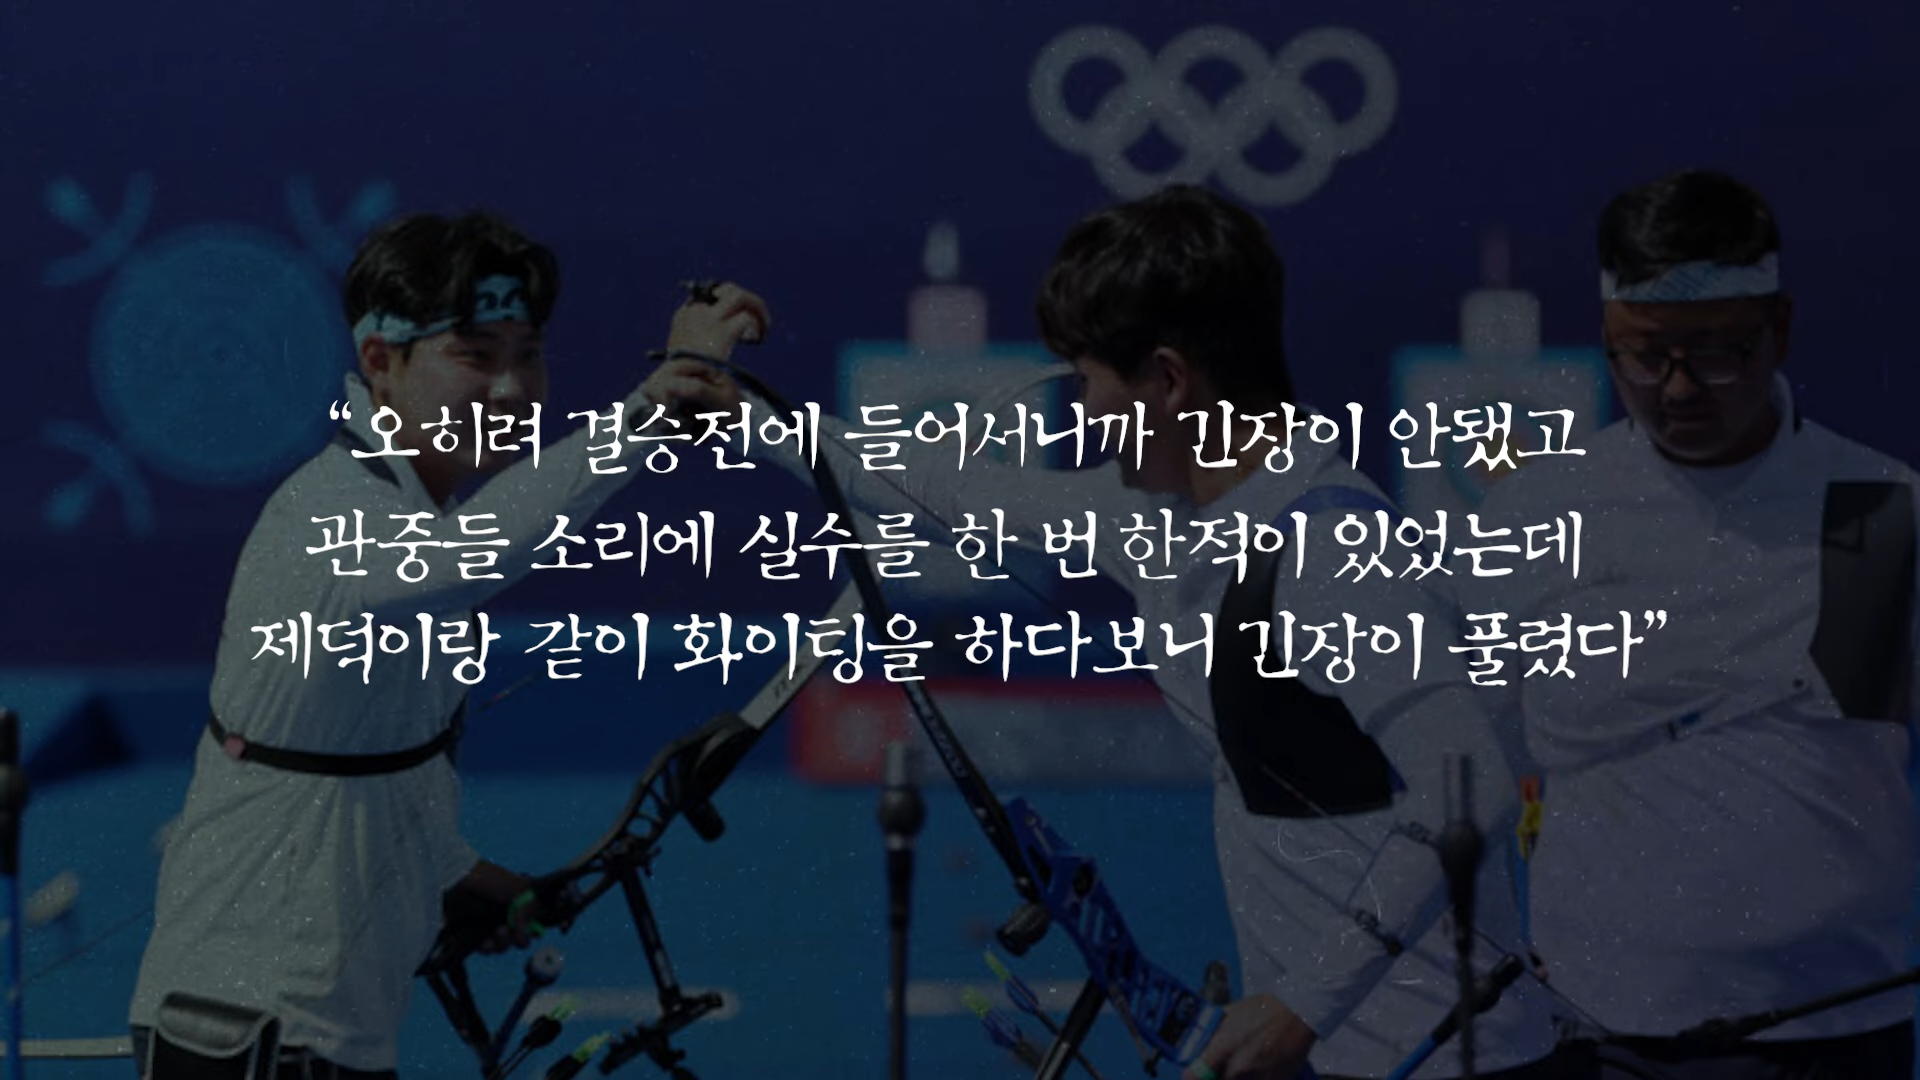 “오히려 결승전에 들어서니까 긴장이 안됐고
관중들 소리에 실수를 한 번 한적이 있었는데
제덕이랑 같이 화이팅을 하다보니 긴장이 풀렸다”